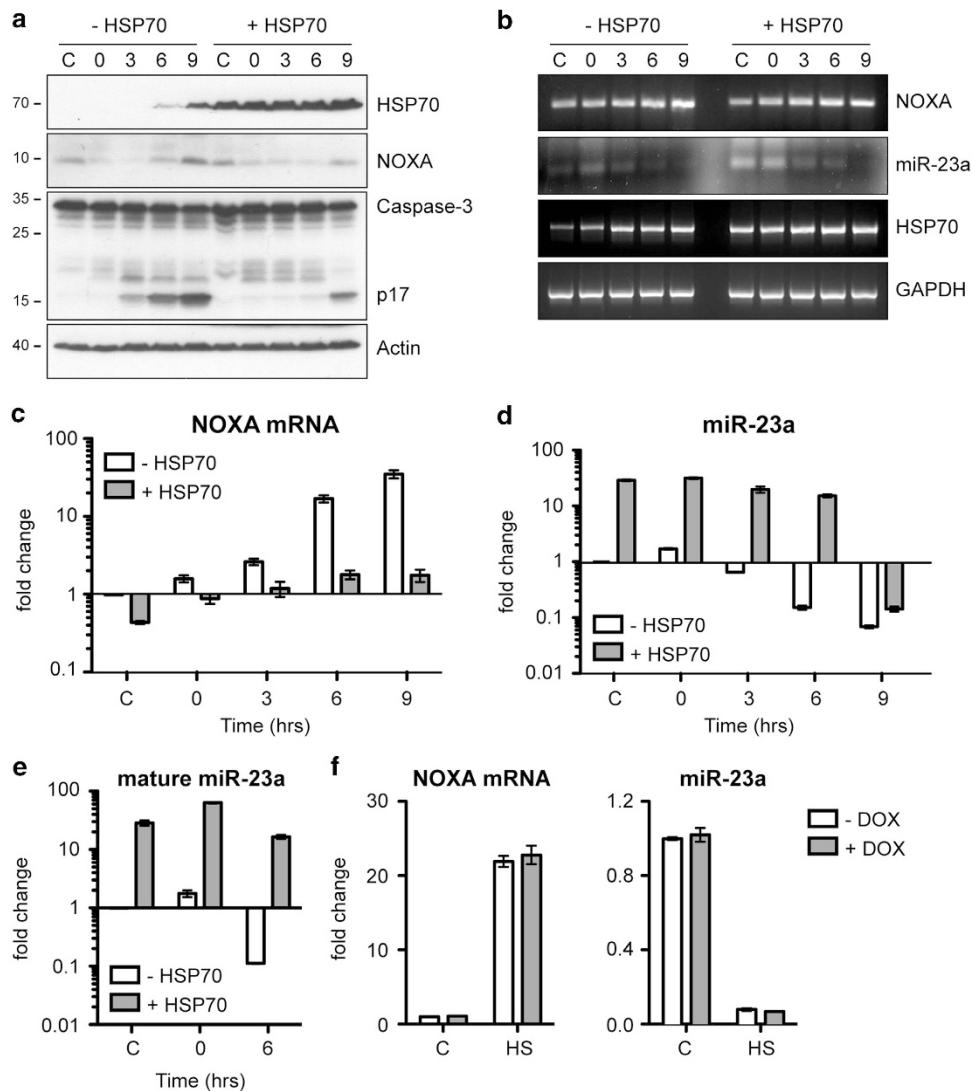 a
- HSP70 + HSP70
C 0 3 6 9 C 0 3 6 9
70 - HSP70
10 - NOXA
35 - Caspase-3
25 -
15 - p17
40 - Actin
b
- HSP70 + HSP70
C 0 3 6 9 C 0 3 6 9
NOXA
miR-23a
HSP70
GAPDH
c
NOXA mRNA
- HSP70
+ HSP70
fold change
100
10
1
0.1
C 0 3 6 9
Time (hrs)
d
miR-23a
fold change
100
10
1
0.1
0.01
- HSP70
+ HSP70
C 0 3 6 9
Time (hrs)
e
mature miR-23a
fold change
100
10
1
0.1
0.01
- HSP70
+ HSP70
C 0 6
Time (hrs)
f
NOXA mRNA
fold change
30
20
10
0
C HS
miR-23a
1.2
0.8
0.4
0.0
C HS
- DOX
+ DOX